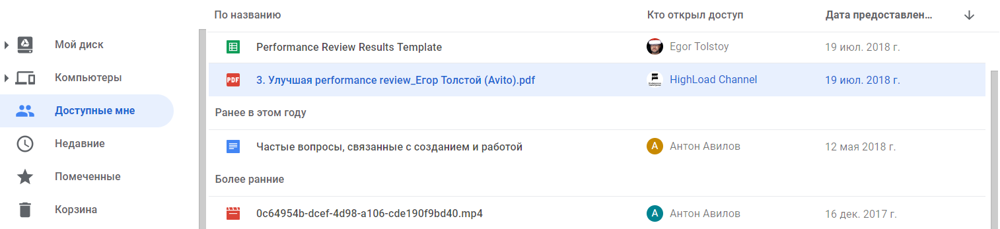 По названию Кто открыл доступ Дата предоставлен…
Мой диск
Компьютеры
Доступные мне
Недавние
Помеченные
Корзина
Performance Review Results Template Egor Tolstoy 19 июл. 2018 г.
PDF 3. Улучшая performance review_Егор Толстой (Avito).pdf HighLoad Channel 19 июл. 2018 г.
Ранее в этом году
Частые вопросы, связанные с созданием и работой А Антон Авилов 12 мая 2018 г.
Более ранние
0c64954b-dcef-4d98-a106-cde190f9bd40.mp4 А Антон Авилов 16 дек. 2017 г.